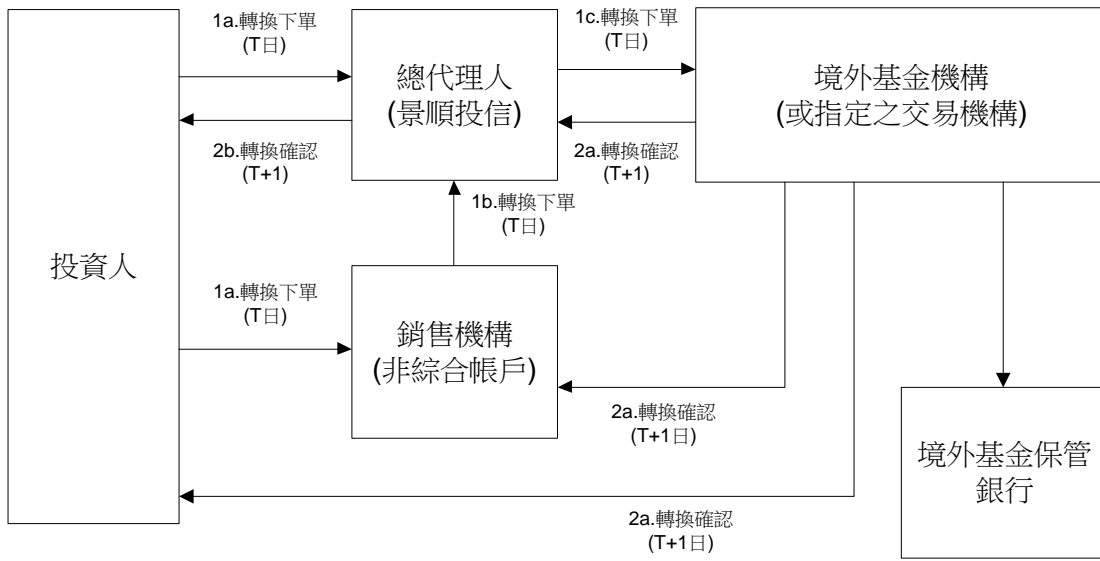 1a.轉換下單
(T日)
1c.轉換下單
(T日)
總代理人
(景順投信)
境外基金機構
(或指定之交易機構)
2b.轉換確認
(T+1)
2a.轉換確認
(T+1)
1b.轉換下單
(T日)
投資人
1a.轉換下單
(T日)
銷售機構
(非綜合帳戶)
2a.轉換確認
(T+1日)
境外基金保管
銀行
2a.轉換確認
(T+1日)